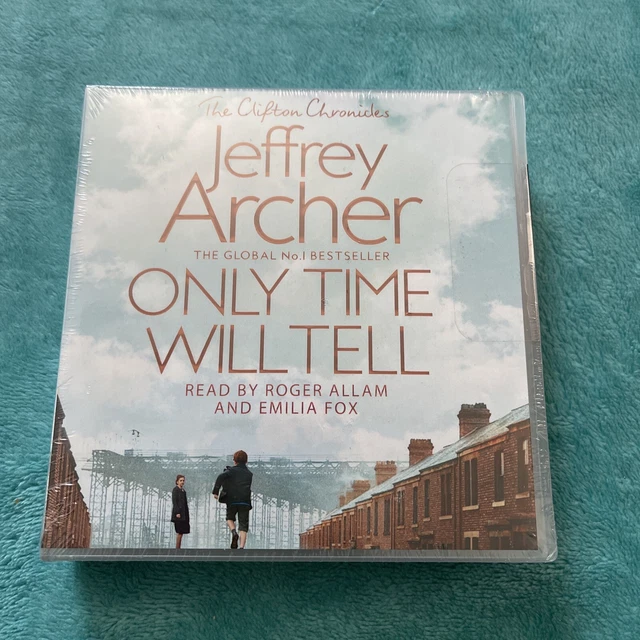 The Clifton Chronicles
Jeffrey
Archer
THE GLOBAL No.1 BESTSELLER
ONLY TIME
WILL TELL
READ BY ROGER ALLAM
AND EMILIA FOX